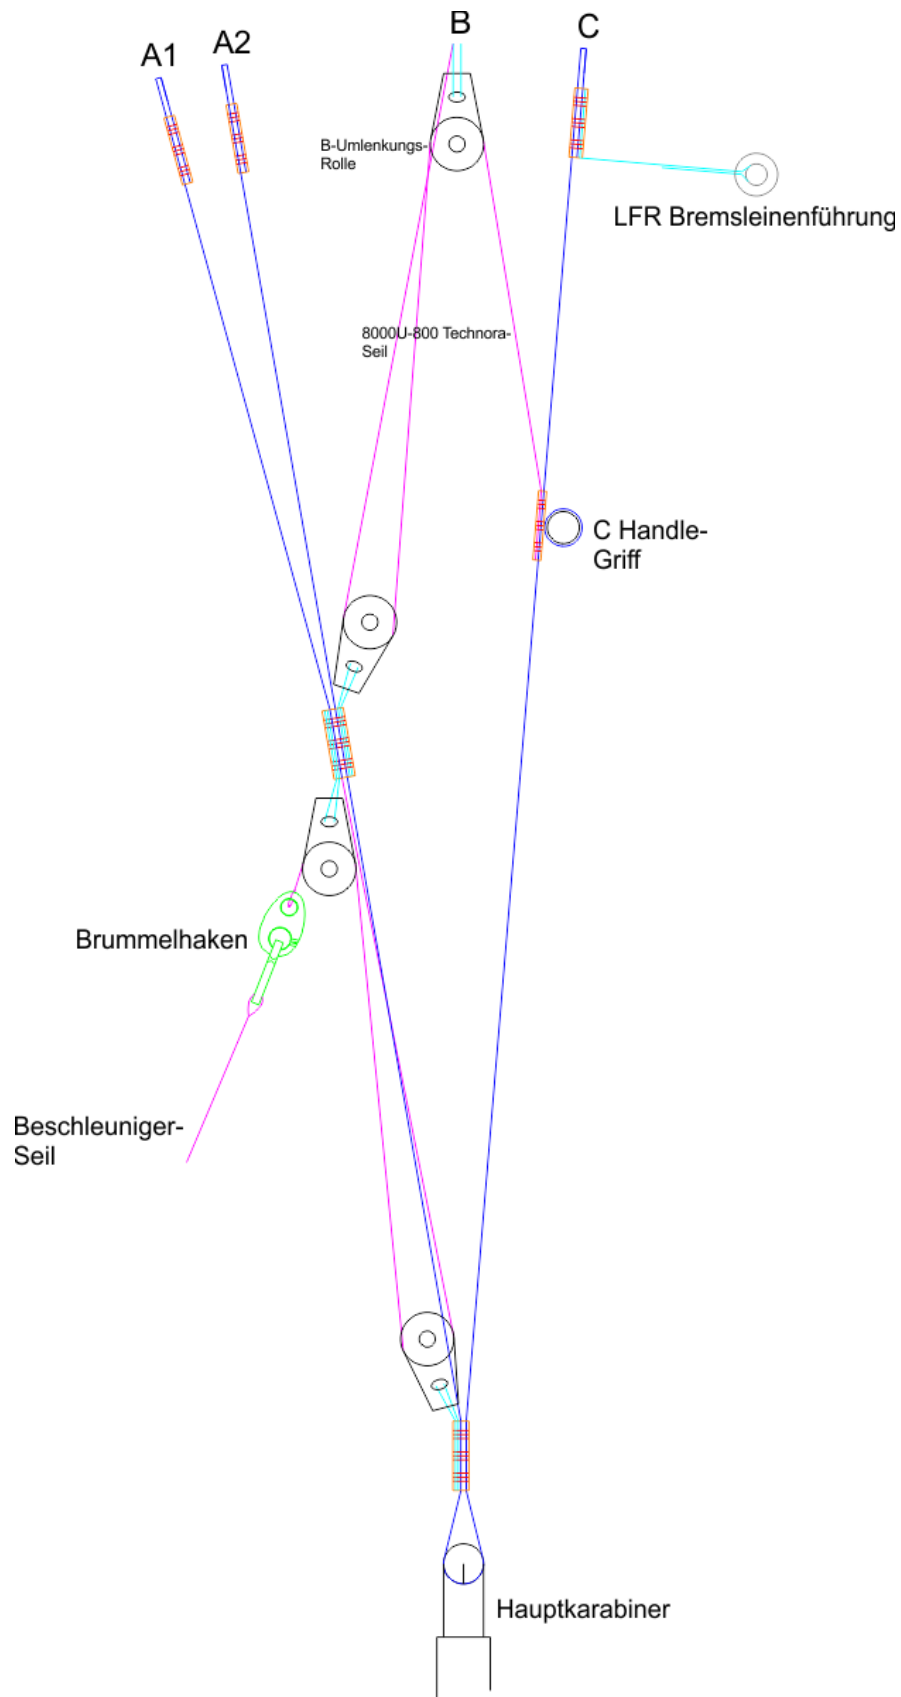 A1
A2
B
C
B-Umlenkungs-
Rolle
LFR Bremsleinenführung
8000U-800 Technora-
Seil
C Handle-
Griff
Brummelhaken
Beschleuniger-
Seil
Hauptkarabiner